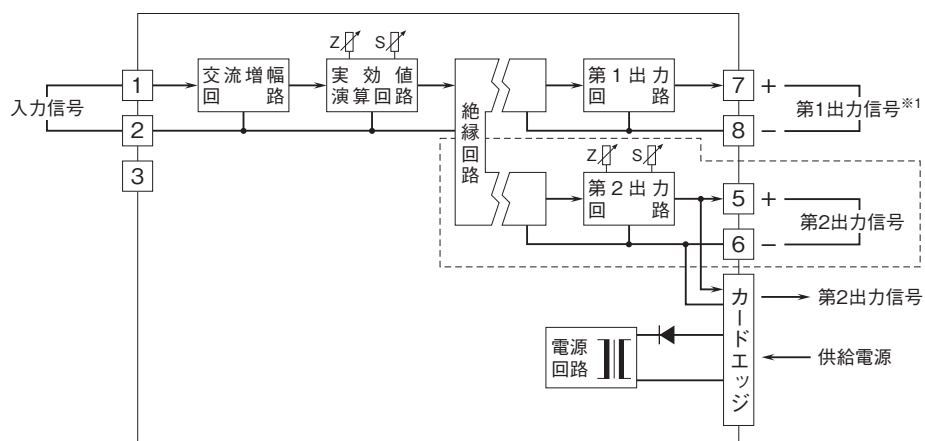 入力信号
1
2
3
交流増幅
回路
Z
S
実効値
演算回路
絶縁回路
第1出力
回路
7
+
8
−
第1出力信号※1
Z
S
第2出力
回路
5
+
6
−
第2出力信号
カードエッジ
第2出力信号
供給電源
電源
回路